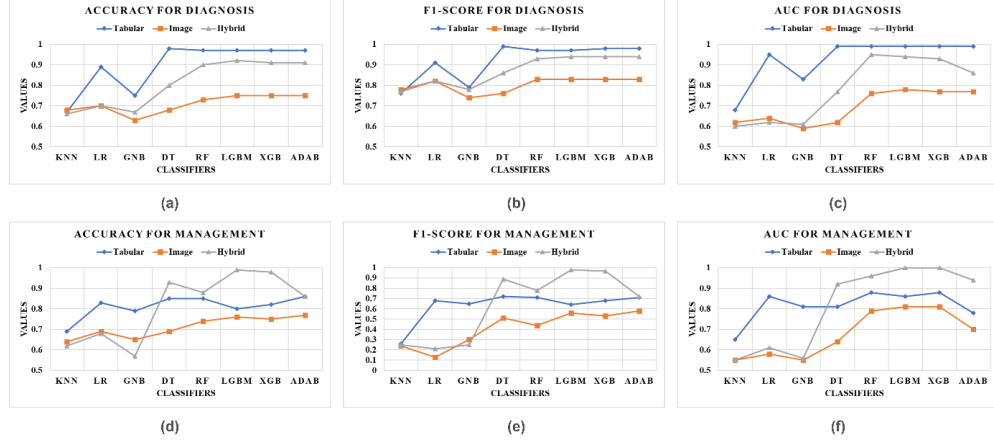 ACCURACY FOR DIAGNOSIS
Tabular Image Hybrid
VALUES
1
0.9
0.8
0.7
0.6
0.5
KNN LR GNB DT RF LGBM XGB ADAB
CLASSIFIERS
(a)
F1-SCORE FOR DIAGNOSIS
Tabular Image Hybrid
VALUES
1
0.9
0.8
0.7
0.6
0.5
KNN LR GNB DT RF LGBM XGB ADAB
CLASSIFIERS
(b)
AUC FOR DIAGNOSIS
Tabular Image Hybrid
VALUES
1
0.9
0.8
0.7
0.6
0.5
KNN LR GNB DT RF LGBM XGB ADAB
CLASSIFIERS
(c)
ACCURACY FOR MANAGEMENT
Tabular Image Hybrid
VALUES
1
0.9
0.8
0.7
0.6
0.5
KNN LR GNB DT RF LGBM XGB ADAB
CLASSIFIERS
(d)
F1-SCORE FOR MANAGEMENT
Tabular Image Hybrid
VALUES
1
0.9
0.8
0.7
0.6
0.5
0.4
0.3
0.2
0.1
0
KNN LR GNB DT RF LGBM XGB ADAB
CLASSIFIERS
(e)
AUC FOR MANAGEMENT
Tabular Image Hybrid
VALUES
1
0.9
0.8
0.7
0.6
0.5
KNN LR GNB DT RF LGBM XGB ADAB
CLASSIFIERS
(f)